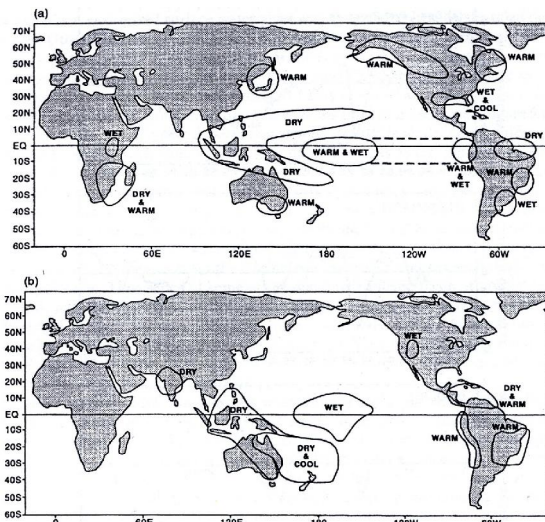 (a)
70N
60N
50N
40N
30N
20N
10N
EQ
10S
20S
30S
40S
50S
60S
WARM
WARM
WARM
WET
&
COOL
DRY
WET
DRY
WARM & WET
WARM
&
WET
WARM
DRY
DRY
&
WARM
WARM
WET
0
60E
120E
180
120W
60W
(b)
70N
60N
50N
40N
30N
20N
10N
EQ
10S
20S
30S
40S
50S
60S
WET
DRY
DRY
WET
DRY
&
WARM
DRY
&
COOL
WARM
WARM
0
60E
120E
180
100W
60W